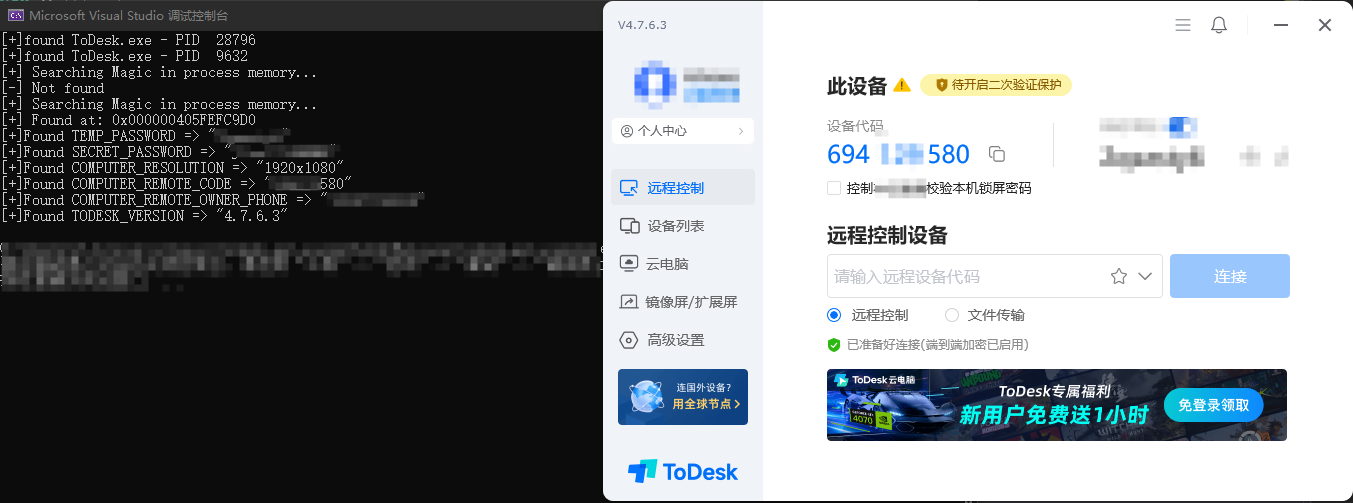 Microsoft Visual Studio 调试控制台
[+]found ToDesk.exe - PID  28796
[+]found ToDesk.exe - PID  9632
[+] Searching Magic in process memory...
[-] Not found
[+] Searching Magic in process memory...
[+] Found at: 0x000000405FEFC9D0
[+]Found TEMP_PASSWORD => "
[+]Found SECRET_PASSWORD => "
[+]Found COMPUTER_RESOLUTION => "1920x1080"
[+]Found COMPUTER_REMOTE_CODE => " 580"
[+]Found COMPUTER_REMOTE_OWNER_PHONE => " "
[+]Found TODESK_VERSION => "4.7.6.3"
V4.7.6.3
个人中心
远程控制
设备列表
云电脑
镜像屏/扩展屏
高级设置
连国外设备?
用全球节点
ToDesk
此设备
待开启二次验证保护
设备代码
694 580
控制 校验本机锁屏密码
远程控制设备
请输入远程设备代码
连接
远程控制
文件传输
已准备好连接(端到端加密已启用)
ToDesk云电脑
ToDesk专属福利
新用户免费送1小时
免登录领取